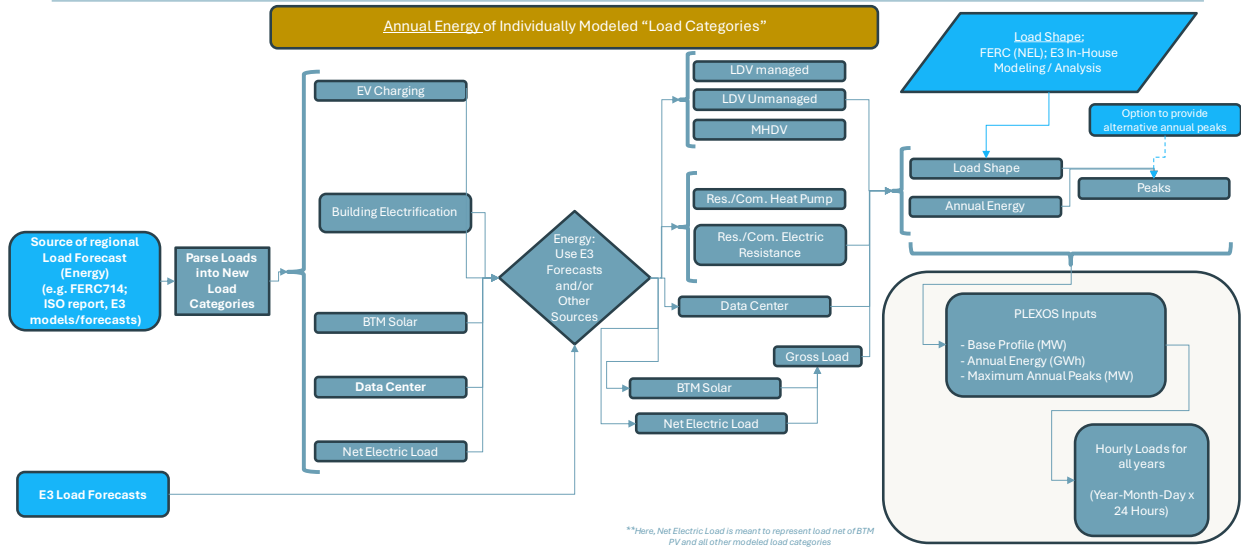 Annual Energy of Individually Modeled “Load Categories”
Load Shape:
FERC (NEL); E3 In-House
Modeling / Analysis
Option to provide
alternative annual peaks
Source of regional
Load Forecast
(Energy)
(e.g. FERC714;
ISO report, E3
models/forecasts)
Parse Loads
into New
Load
Categories
E3 Load Forecasts
EV Charging
Building Electrification
BTM Solar
Data Center
Net Electric Load
Energy:
Use E3
Forecasts
and/or
Other
Sources
LDV managed
LDV Unmanaged
MHDV
Res./Com. Heat Pump
Res./Com. Electric
Resistance
Data Center
Gross Load
BTM Solar
Net Electric Load
Load Shape
Annual Energy
Peaks
PLEXOS Inputs
- Base Profile (MW)
- Annual Energy (GWh)
- Maximum Annual Peaks (MW)
Hourly Loads for
all years
(Year-Month-Day x
24 Hours)
**Here, Net Electric Load is meant to represent load net of BTM
PV and all other modeled load categories